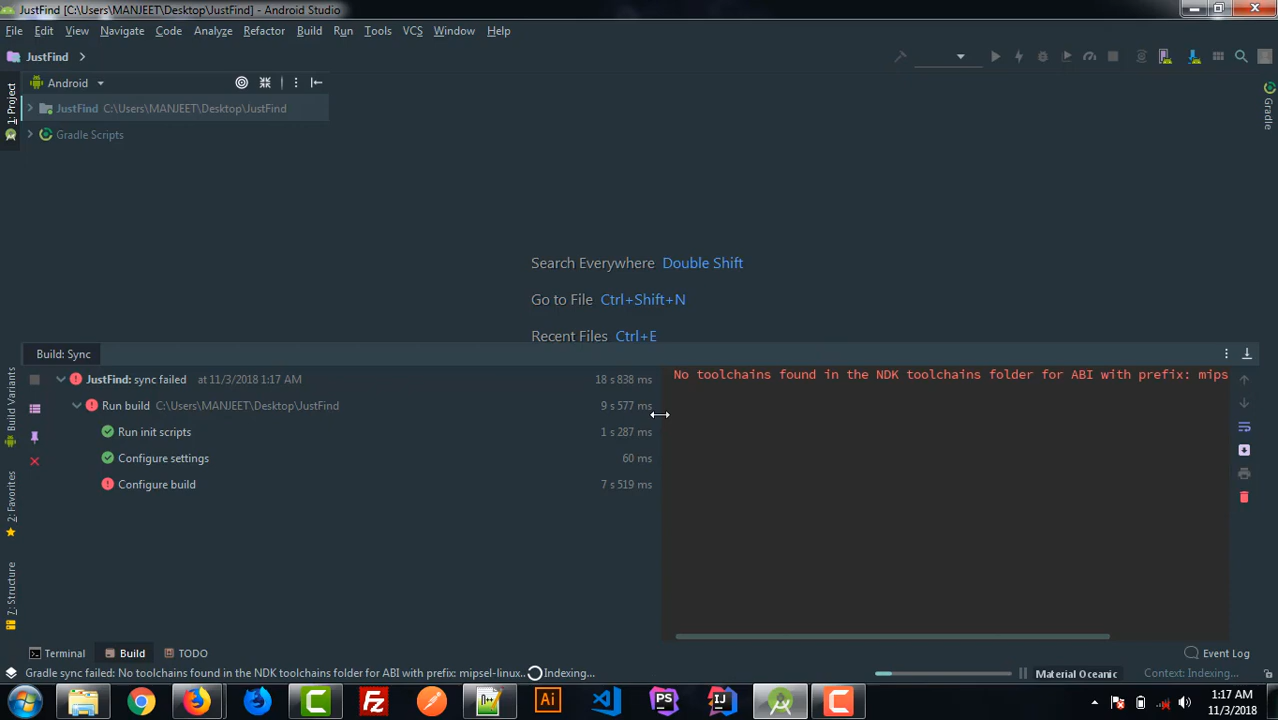 JustFind [C:\Users\MANJEET\Desktop\JustFind] - Android Studio
File Edit View Navigate Code Analyze Refactor Build Run Tools VCS Window Help
JustFind
1: Project
Android
JustFind C:\Users\MANJEET\Desktop\JustFind
Gradle Scripts
Gradle
Search Everywhere Double Shift
Go to File Ctrl+Shift+N
Recent Files Ctrl+E
Build: Sync
Build Variants
2: Favorites
7: Structure
JustFind: sync failed at 11/3/2018 1:17 AM 18 s 838 ms
Run build C:\Users\MANJEET\Desktop\JustFind 9 s 577 ms
Run init scripts 1 s 287 ms
Configure settings 60 ms
Configure build 7 s 519 ms
No toolchains found in the NDK toolchains folder for ABI with prefix: mips
Terminal Build TODO Event Log
Gradle sync failed: No toolchains found in the NDK toolchains folder for ABI with prefix: mipsel-linux... Indexing... Material Oceanic Context: Indexing...
Ai PS IJ
1:17 AM
11/3/2018